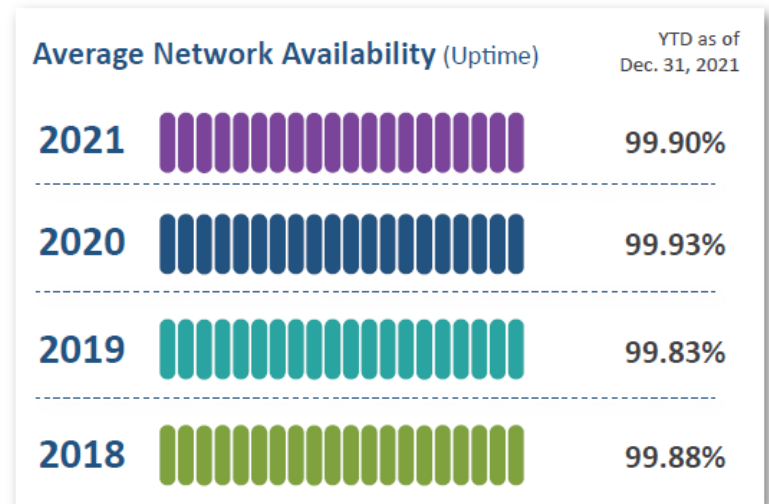 Average Network Availability (Uptime)
YTD as of
Dec. 31, 2021
2021 99.90%
2020 99.93%
2019 99.83%
2018 99.88%